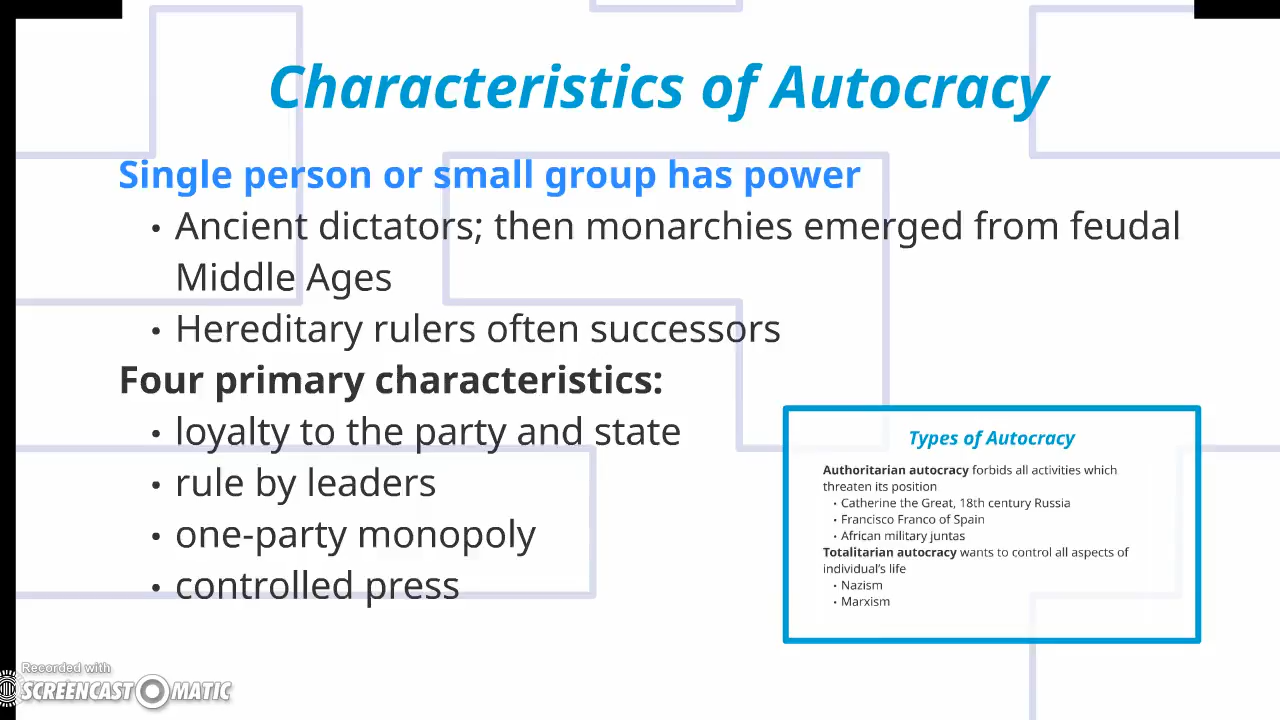 Characteristics of Autocracy
Single person or small group has power
• Ancient dictators; then monarchies emerged from feudal
Middle Ages
• Hereditary rulers often successors
Four primary characteristics:
• loyalty to the party and state
• rule by leaders
• one-party monopoly
• controlled press
Types of Autocracy
Authoritarian autocracy forbids all activities which
threaten its position
• Catherine the Great, 18th century Russia
• Francisco Franco of Spain
• African military juntas
Totalitarian autocracy wants to control all aspects of
individual's life
• Nazism
• Marxism
Recorded with
SCREENCAST MATIC